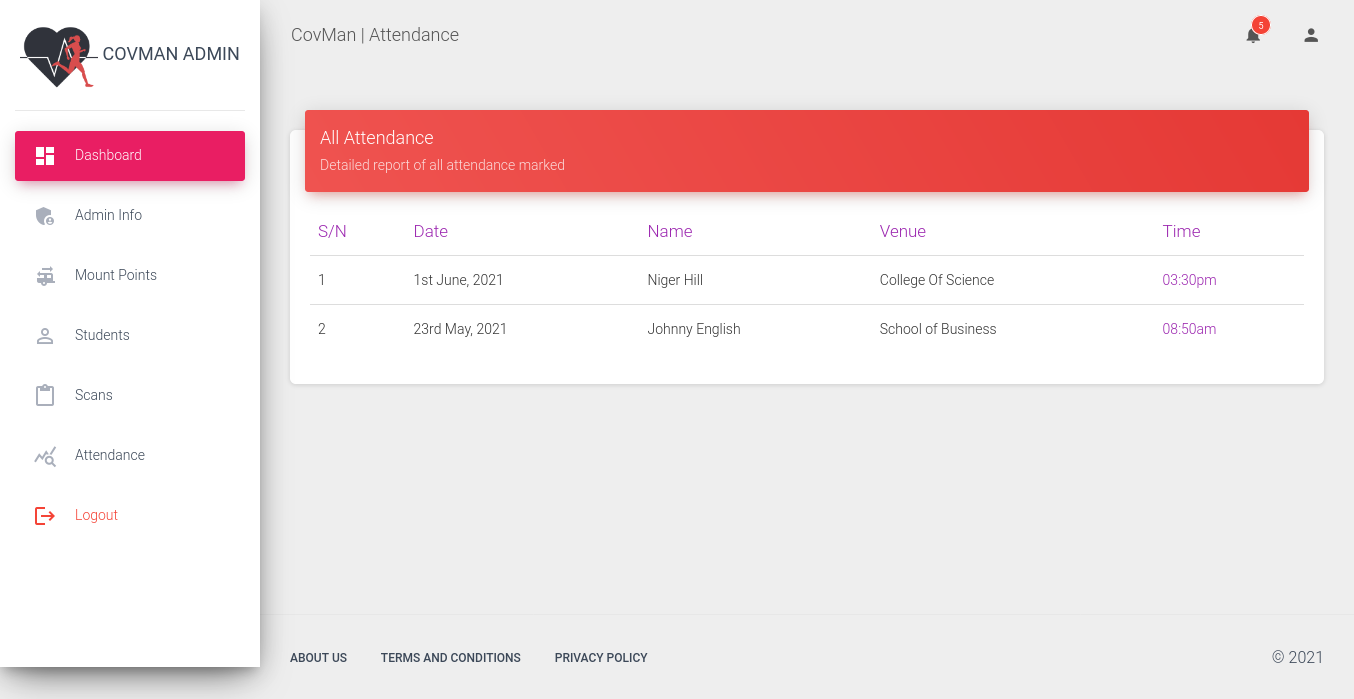 COVMAN ADMIN
Dashboard
Admin Info
Mount Points
Students
Scans
Attendance
Logout
CovMan | Attendance
5
All Attendance
Detailed report of all attendance marked
S/N Date Name Venue Time
1 1st June, 2021 Niger Hill College Of Science 03:30pm
2 23rd May, 2021 Johnny English School of Business 08:50am
ABOUT US TERMS AND CONDITIONS PRIVACY POLICY © 2021